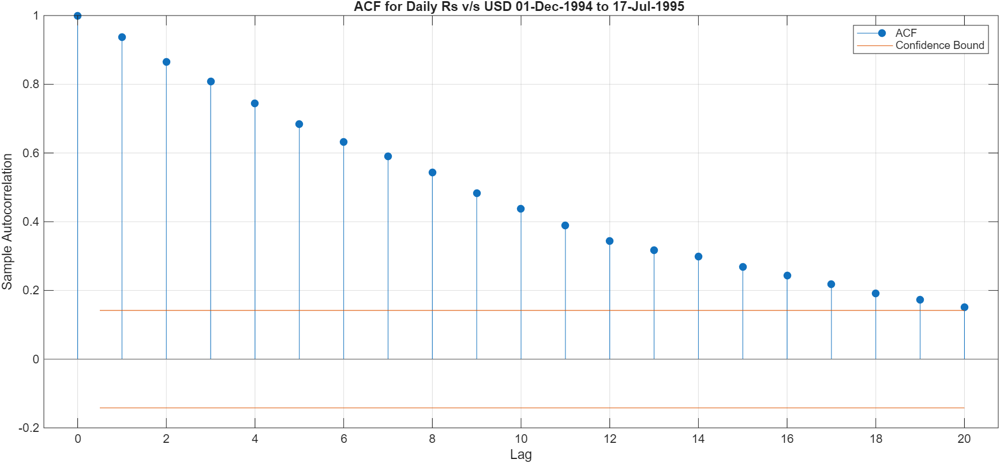 ACF for Daily Rs v/s USD 01-Dec-1994 to 17-Jul-1995
ACF
Confidence Bound
1
0.8
0.6
0.4
0.2
0
-0.2
Sample Autocorrelation
0 2 4 6 8 10 12 14 16 18 20
Lag